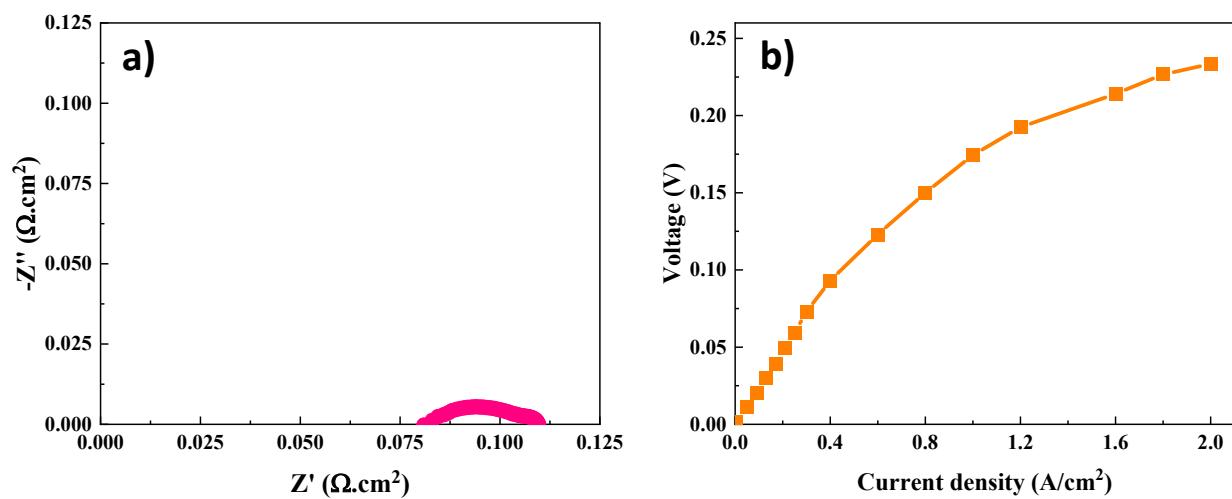 a)
0.125
0.100
0.075
0.050
0.025
0.000
-Z'' (Ω.cm²)
0.000 0.025 0.050 0.075 0.100 0.125
Z' (Ω.cm²)
b)
0.25
0.20
0.15
0.10
0.05
0.00
Voltage (V)
0.0 0.4 0.8 1.2 1.6 2.0
Current density (A/cm²)